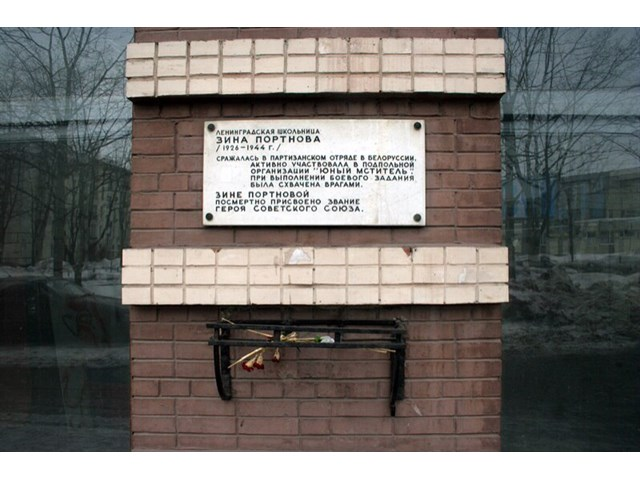 ЛЕНИНГРАДСКАЯ ШКОЛЬНИЦА
ЗИНА ПОРТНОВА
/1926-1944 г./
СРАЖАЛАСЬ В ПАРТИЗАНСКОМ ОТРЯДЕ В БЕЛОРУССИИ,
АКТИВНО УЧАСТВОВАЛА В ПОДПОЛЬНОЙ
ОРГАНИЗАЦИИ "ЮНЫЙ МСТИТЕЛЬ".
ПРИ ВЫПОЛНЕНИИ БОЕВОГО ЗАДАНИЯ
БЫЛА СХВАЧЕНА ВРАГАМИ.
ЗИНЕ ПОРТНОВОЙ
ПОСМЕРТНО ПРИСВОЕНО ЗВАНИЕ
ГЕРОЯ СОВЕТСКОГО СОЮЗА.